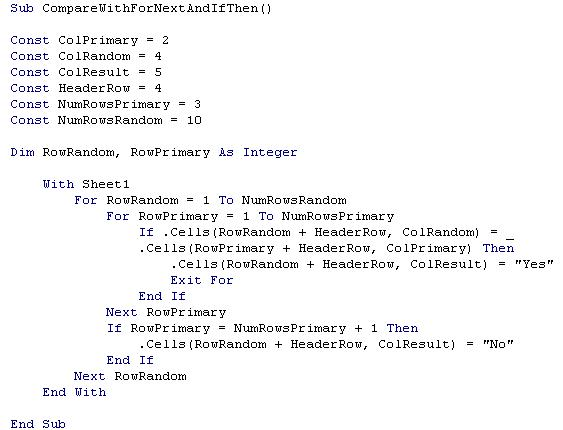 Sub CompareWithForNextAndIfThen()
Const ColPrimary = 2
Const ColRandom = 4
Const ColResult = 5
Const HeaderRow = 4
Const NumRowsPrimary = 3
Const NumRowsRandom = 10
Dim RowRandom, RowPrimary As Integer
With Sheet1
For RowRandom = 1 To NumRowsRandom
For RowPrimary = 1 To NumRowsPrimary
If .Cells(RowRandom + HeaderRow, ColRandom) = _
.Cells(RowPrimary + HeaderRow, ColPrimary) Then
.Cells(RowRandom + HeaderRow, ColResult) = "Yes"
Exit For
End If
Next RowPrimary
If RowPrimary = NumRowsPrimary + 1 Then
.Cells(RowRandom + HeaderRow, ColResult) = "No"
End If
Next RowRandom
End With
End Sub